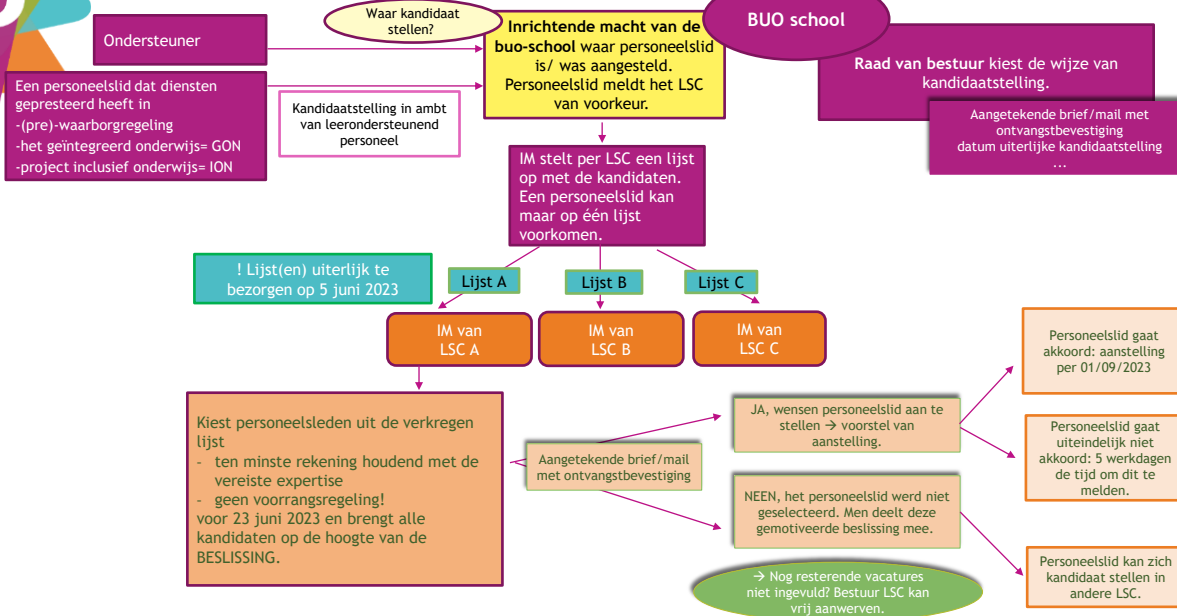 Waar kandidaat
stellen?
Ondersteuner
Inrichtende macht van de
buo-school waar personeelslid
is/ was aangesteld.
Personeelslid meldt het LSC
van voorkeur.
BUO school
Raad van bestuur kiest de wijze van
kandidaatstelling.
Aangetekende brief/mail met
ontvangstbevestiging
datum uiterlijke kandidaatstelling
...
Een personeelslid dat diensten
gepresteerd heeft in
-(pre)-waarborgregeling
-het geïntegreerd onderwijs= GON
-project inclusief onderwijs= ION
Kandidaatstelling in ambt
van leerondersteunend
personeel
IM stelt per LSC een lijst
op met de kandidaten.
Een personeelslid kan
maar op één lijst
voorkomen.
! Lijst(en) uiterlijk te
bezorgen op 5 juni 2023
Lijst A
Lijst B
Lijst C
IM van
LSC A
IM van
LSC B
IM van
LSC C
Kiest personeelsleden uit de verkregen
lijst
- ten minste rekening houdend met de
vereiste expertise
- geen voorrangsregeling!
voor 23 juni 2023 en brengt alle
kandidaten op de hoogte van de
BESLISSING.
Aangetekende brief/mail
met ontvangstbevestiging
JA, wensen personeelslid aan te
stellen → voorstel van
aanstelling.
NEEN, het personeelslid werd niet
geselecteerd. Men deelt deze
gemotiveerde beslissing mee.
→ Nog resterende vacatures
niet ingevuld? Bestuur LSC kan
vrij aanwerven.
Personeelslid gaat
akkoord: aanstelling
per 01/09/2023
Personeelslid gaat
uiteindelijk niet
akkoord: 5 werkdagen
de tijd om dit te
melden.
Personeelslid kan zich
kandidaat stellen in
andere LSC.